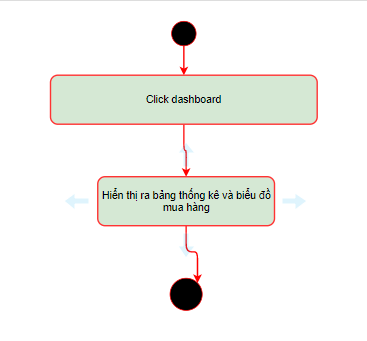 Click dashboard
Hiển thị ra bảng thống kê và biểu đồ
mua hàng